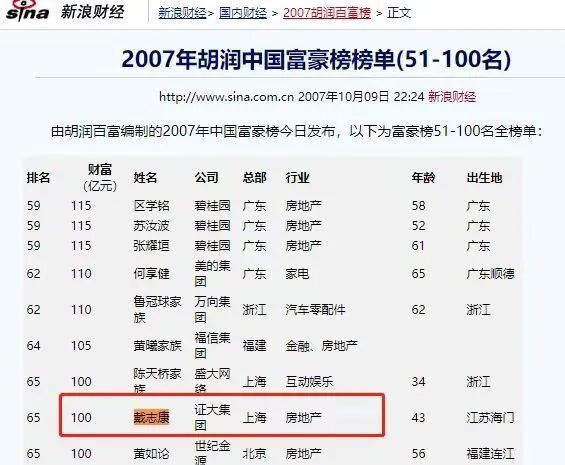 sina 新浪财经 新浪财经> 国内财经 > 2007胡润百富榜 > 正文
2007年胡润中国富豪榜榜单(51-100名)
http://www.sina.com.cn 2007年10月09日 22:24 新浪财经
由胡润百富编制的2007年中国富豪榜今日发布，以下为富豪榜51-100名全榜单：
排名 财富(亿元) 姓名 公司 总部 行业 年龄 出生地
59 115 区学铭 碧桂园 广东 房地产 58 广东
59 115 苏汝波 碧桂园 广东 房地产 52 广东
59 115 张耀垣 碧桂园 广东 房地产 61 广东
62 110 何享健 美的集团 广东 家电 65 广东顺德
62 110 鲁冠球家族 万向集团 浙江 汽车零配件 62 浙江
64 105 黄曦家族 福信集团 福建 金融、房地产
65 100 陈天桥家族 盛大网络 上海 互动娱乐 34 浙江
65 100 戴志康 证大集团 上海 房地产 43 江苏海门
65 100 黄如论 世纪金源 北京 房地产 56 福建连江